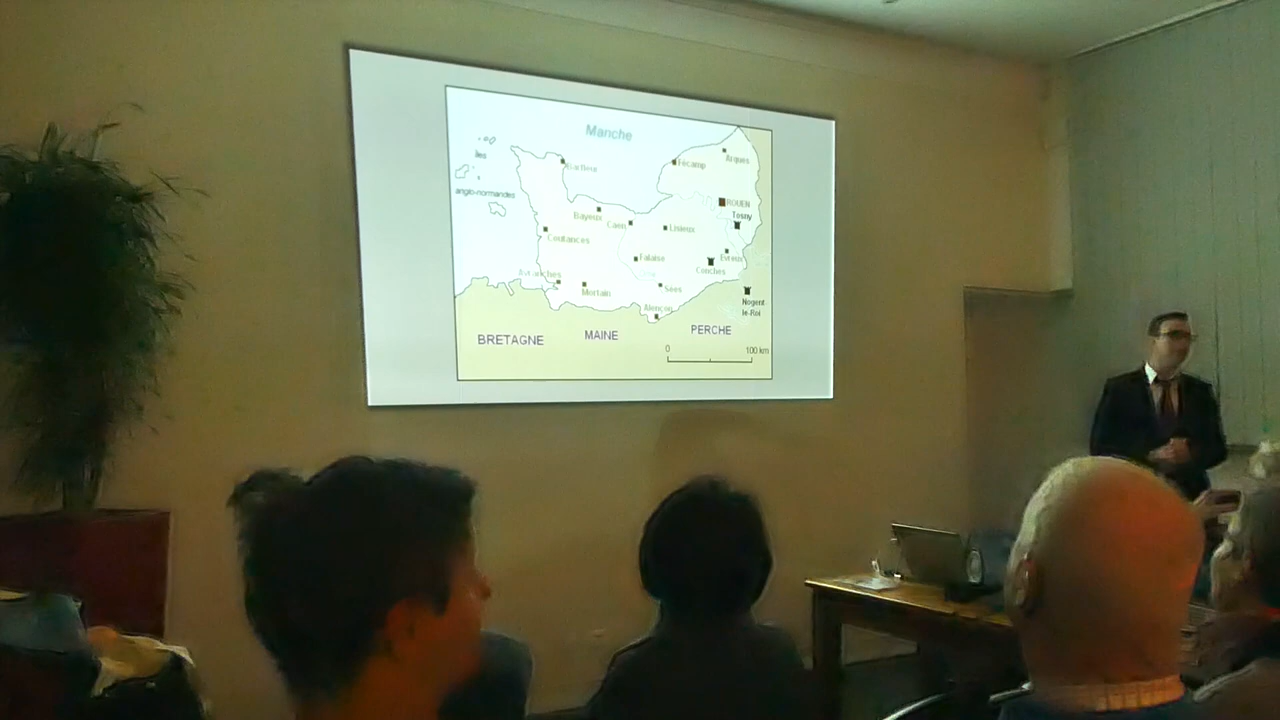 Manche
Îles
anglo-normandes
Barfleur
Fécamp
Arques
ROUEN
Tosny
Bayeux
Caen
Lisieux
Coutances
Falaise
Evreux
Conches
Avranches
Mortain
Sées
Alençon
Nogent-
le-Roi
BRETAGNE
MAINE
PERCHE
0
100 km